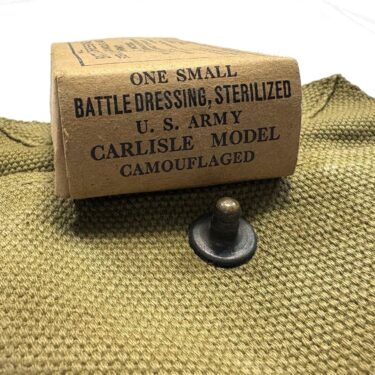 ONE SMALL
BATTLE DRESSING, STERILIZED
U. S. ARMY
CARLISLE MODEL
CAMOUFLAGED